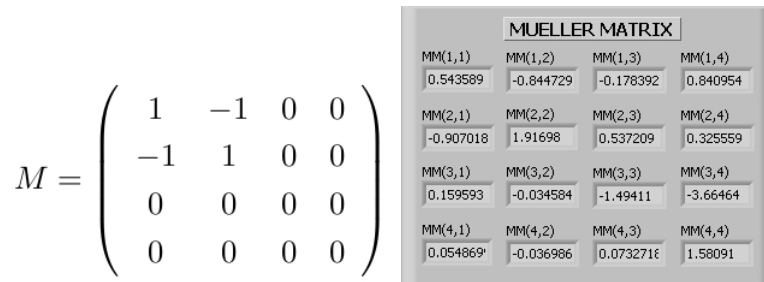 M = ( 1 −1 0 0
−1 1 0 0
0 0 0 0
0 0 0 0 )
MUELLER MATRIX
MM(1,1) MM(1,2) MM(1,3) MM(1,4)
0.543589 -0.844729 -0.178392 0.840954
MM(2,1) MM(2,2) MM(2,3) MM(2,4)
-0.907018 1.91698 0.537209 0.325559
MM(3,1) MM(3,2) MM(3,3) MM(3,4)
0.159593 -0.034584 -1.49411 -3.66464
MM(4,1) MM(4,2) MM(4,3) MM(4,4)
0.054869 -0.036986 0.073271 1.58091